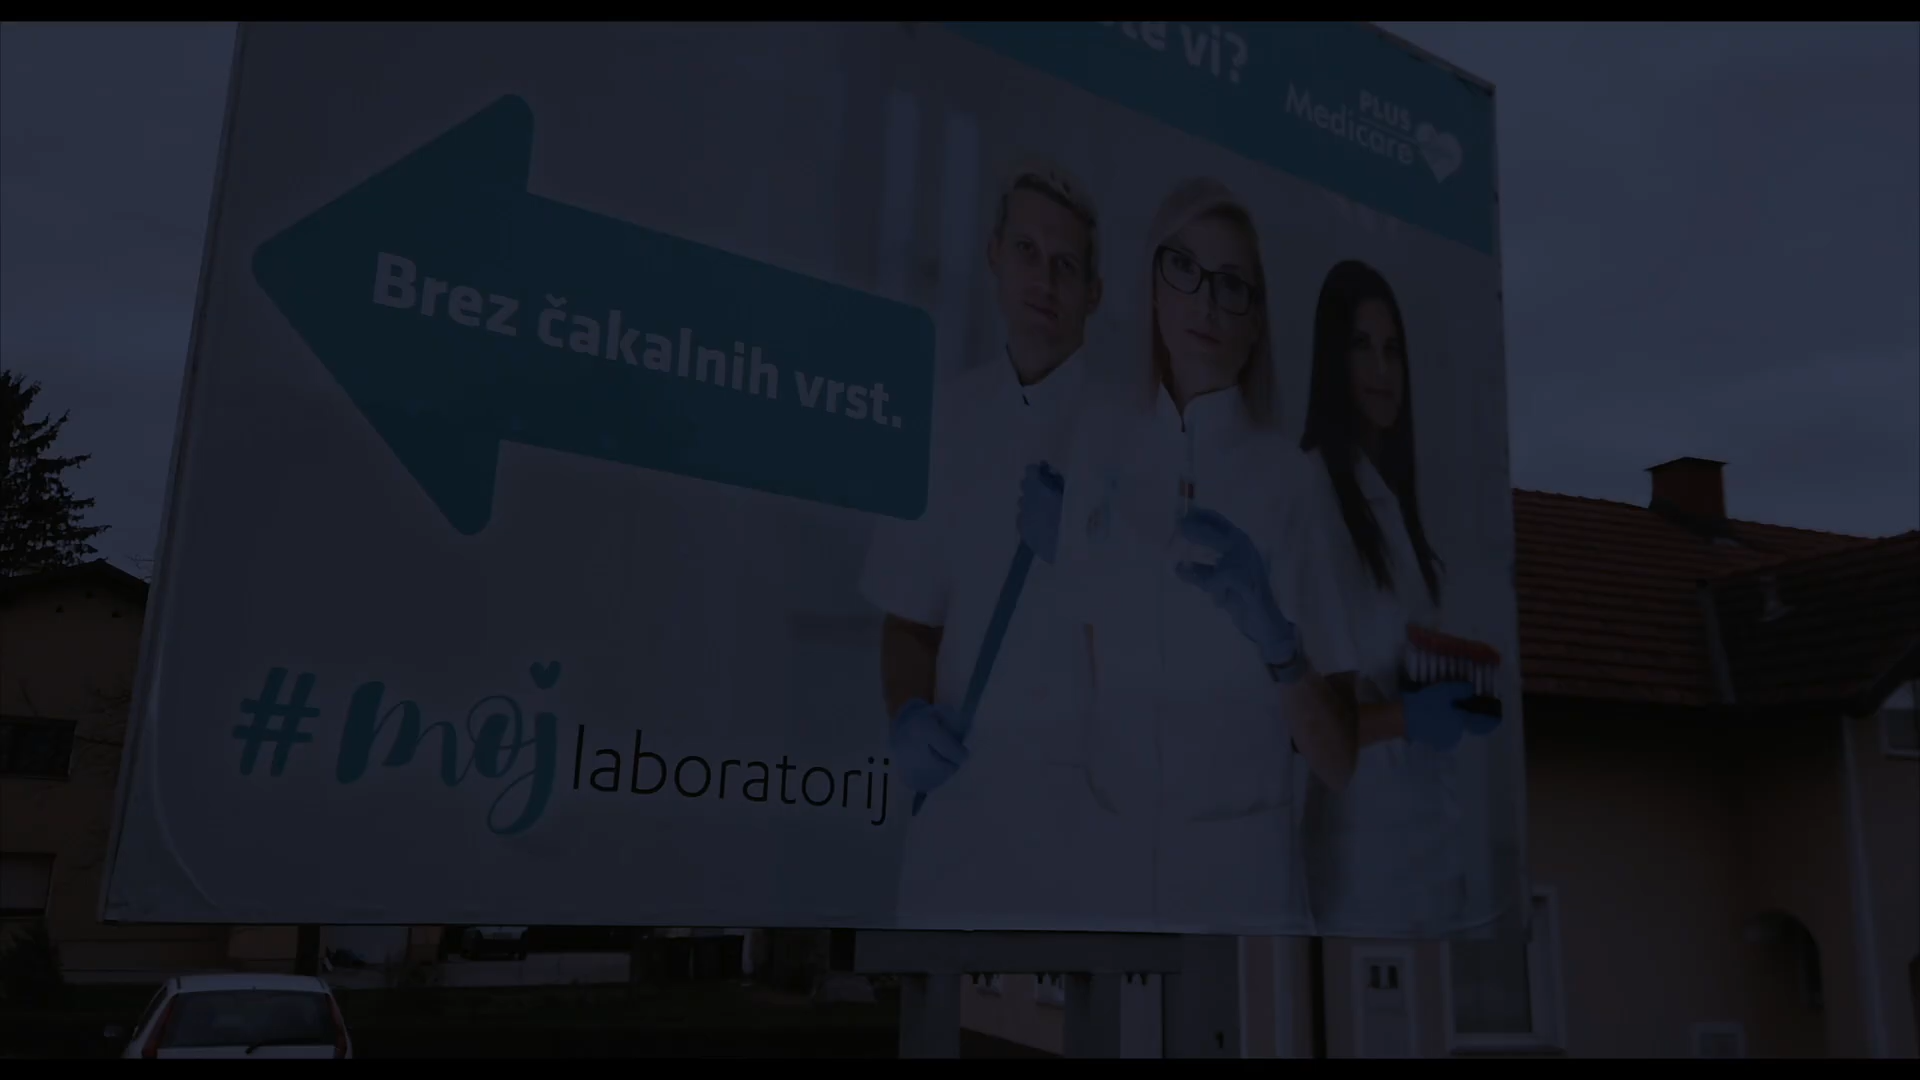 vi?
PLUS
Medicare
Brez čakalnih vrst.
#moj laboratorij